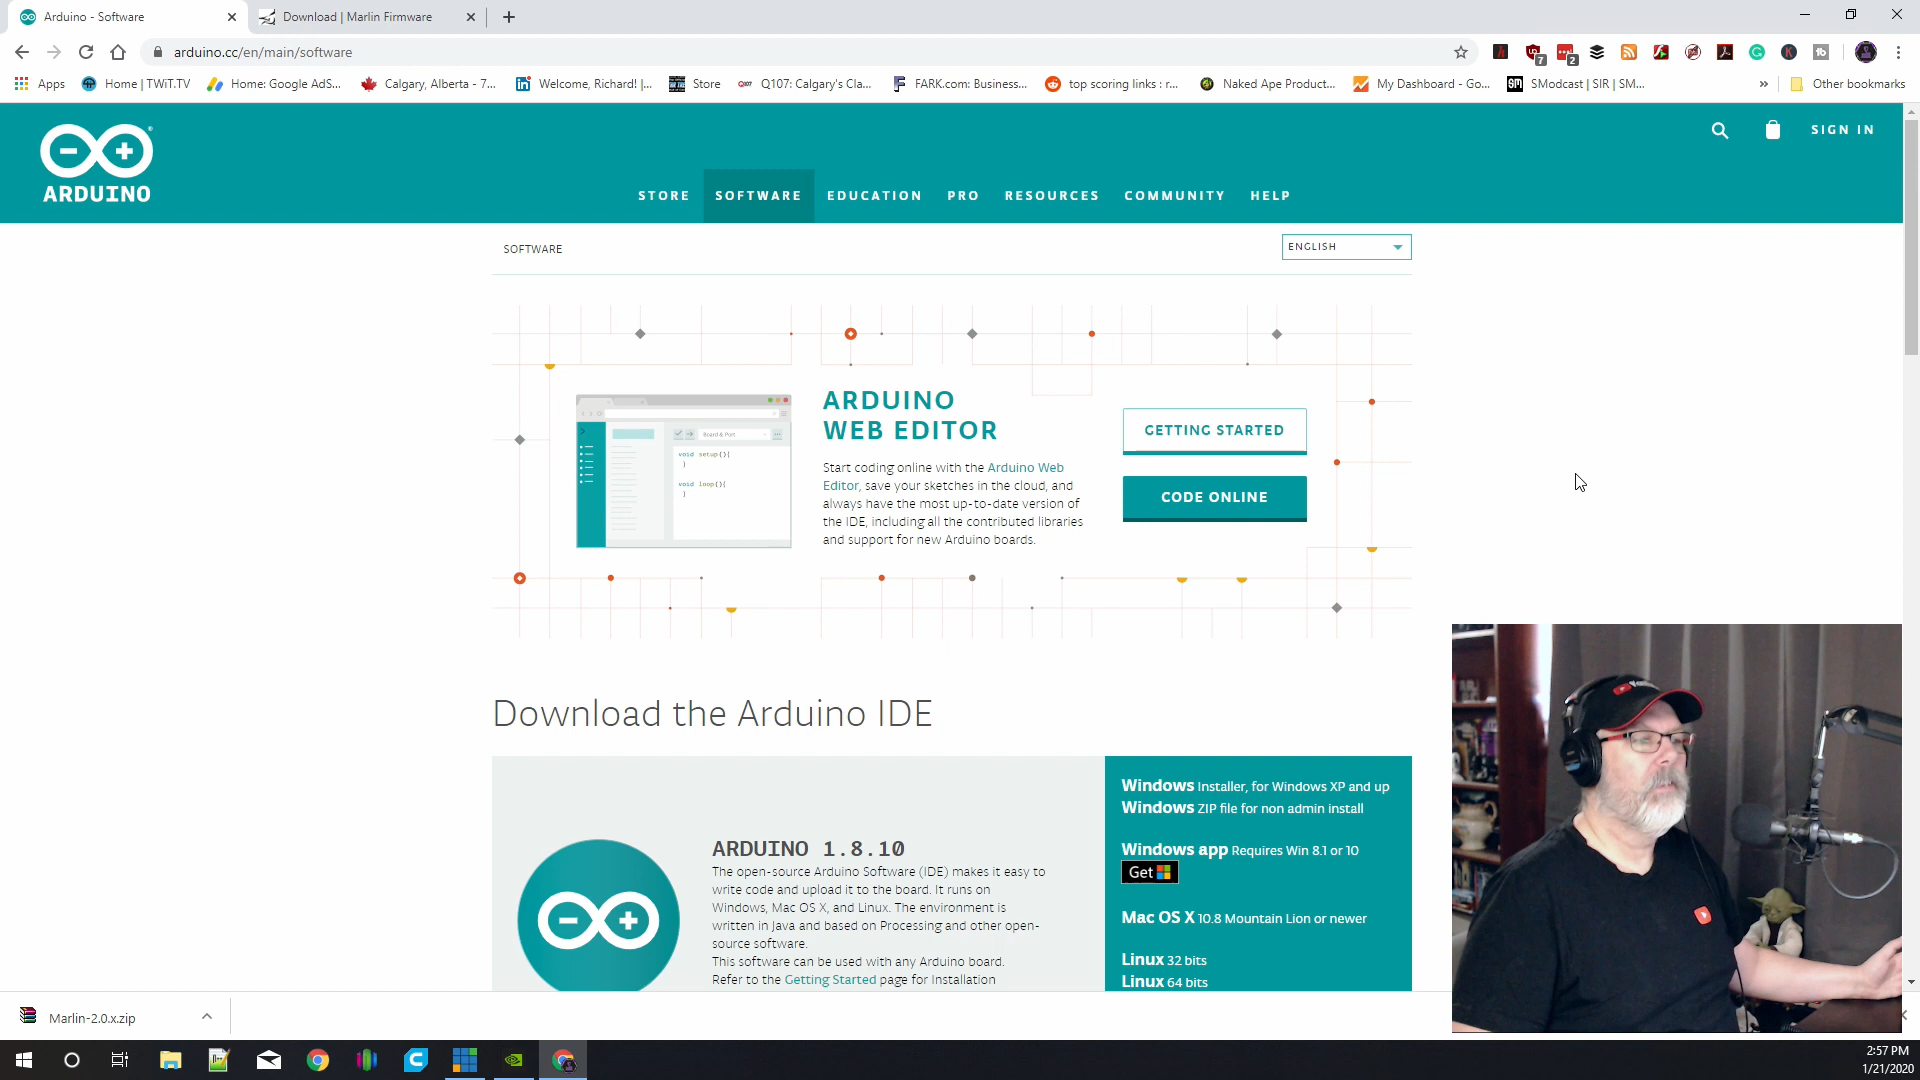 Arduino - Software
Download | Marlin Firmware
arduino.cc/en/main/software
7
2
Apps
Home | TWiT.TV
Home: Google AdS...
Calgary, Alberta - 7...
Welcome, Richard! |...
Store
Q107: Calgary's Cla...
FARK.com: Business...
top scoring links : r...
Naked Ape Product...
My Dashboard - Go...
SModcast | SIR | SM...
Other bookmarks
SIGN IN
ARDUINO
STORE
SOFTWARE
EDUCATION
PRO
RESOURCES
COMMUNITY
HELP
SOFTWARE
ENGLISH
ARDUINO
WEB EDITOR
Start coding online with the Arduino Web
Editor, save your sketches in the cloud, and
always have the most up-to-date version of
the IDE, including all the contributed libraries
and support for new Arduino boards.
Board & Port
void setup(){
}
void loop(){
}
GETTING STARTED
CODE ONLINE
Download the Arduino IDE
ARDUINO 1.8.10
The open-source Arduino Software (IDE) makes it easy to
write code and upload it to the board. It runs on
Windows, Mac OS X, and Linux. The environment is
written in Java and based on Processing and other open-
source software.
This software can be used with any Arduino board.
Refer to the Getting Started page for Installation
Windows Installer, for Windows XP and up
Windows ZIP file for non admin install
Windows app Requires Win 8.1 or 10
Get
Mac OS X 10.8 Mountain Lion or newer
Linux 32 bits
Linux 64 bits
Marlin-2.0.x.zip
2:57 PM
1/21/2020